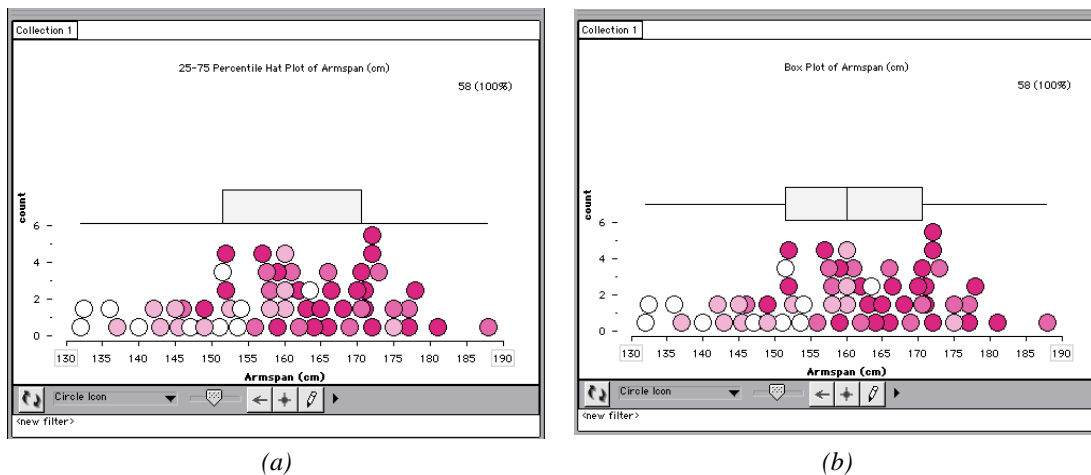 Collection 1
25-75 Percentile Hat Plot of Armspan (cm)
58 (100%)
count
6
4
2
0
130 135 140 145 150 155 160 165 170 175 180 185 190
Armspan (cm)
Circle Icon
<new filter>
(a)
Collection 1
Box Plot of Armspan (cm)
58 (100%)
count
6
4
2
0
130 135 140 145 150 155 160 165 170 175 180 185 190
Armspan (cm)
Circle Icon
<new filter>
(b)